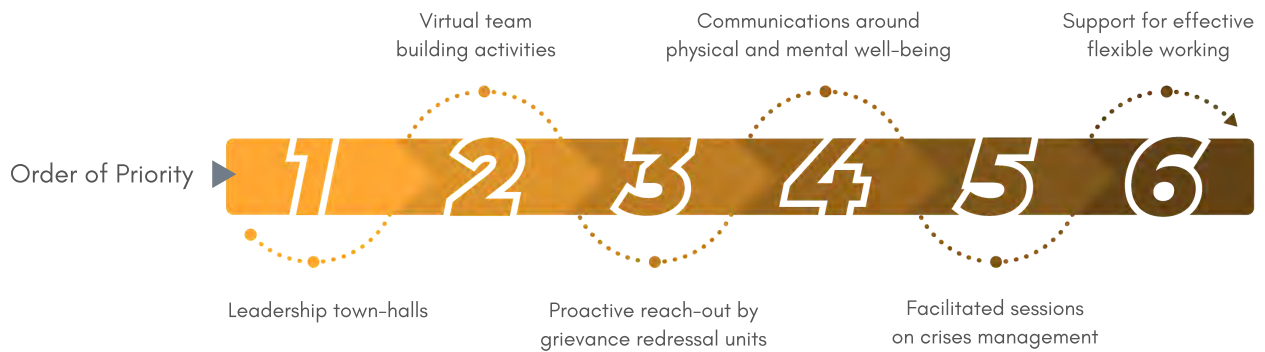 Order of Priority
1
Leadership town-halls
2
Virtual team
building activities
3
Proactive reach-out by
grievance redressal units
4
Communications around
physical and mental well-being
5
Facilitated sessions
on crises management
6
Support for effective
flexible working